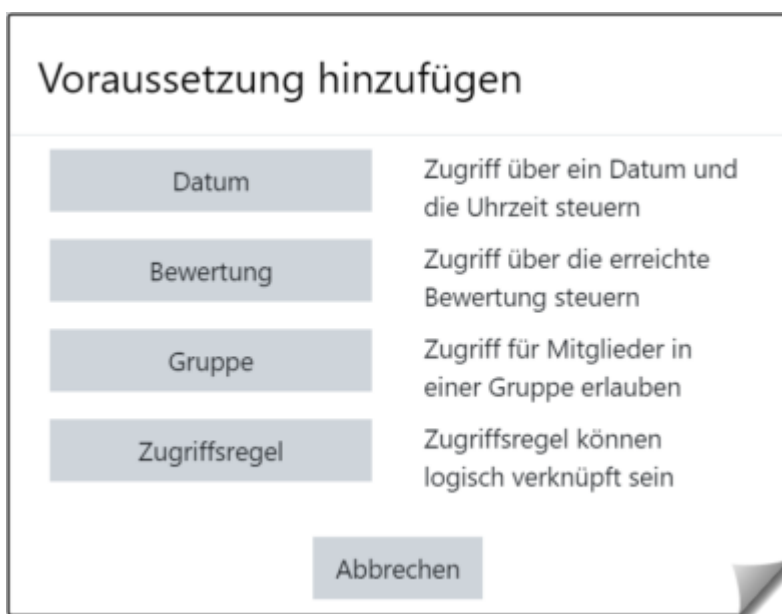 Voraussetzung hinzufügen
Datum
Zugriff über ein Datum und
die Uhrzeit steuern
Bewertung
Zugriff über die erreichte
Bewertung steuern
Gruppe
Zugriff für Mitglieder in
einer Gruppe erlauben
Zugriffsregel
Zugriffsregel können
logisch verknüpft sein
Abbrechen